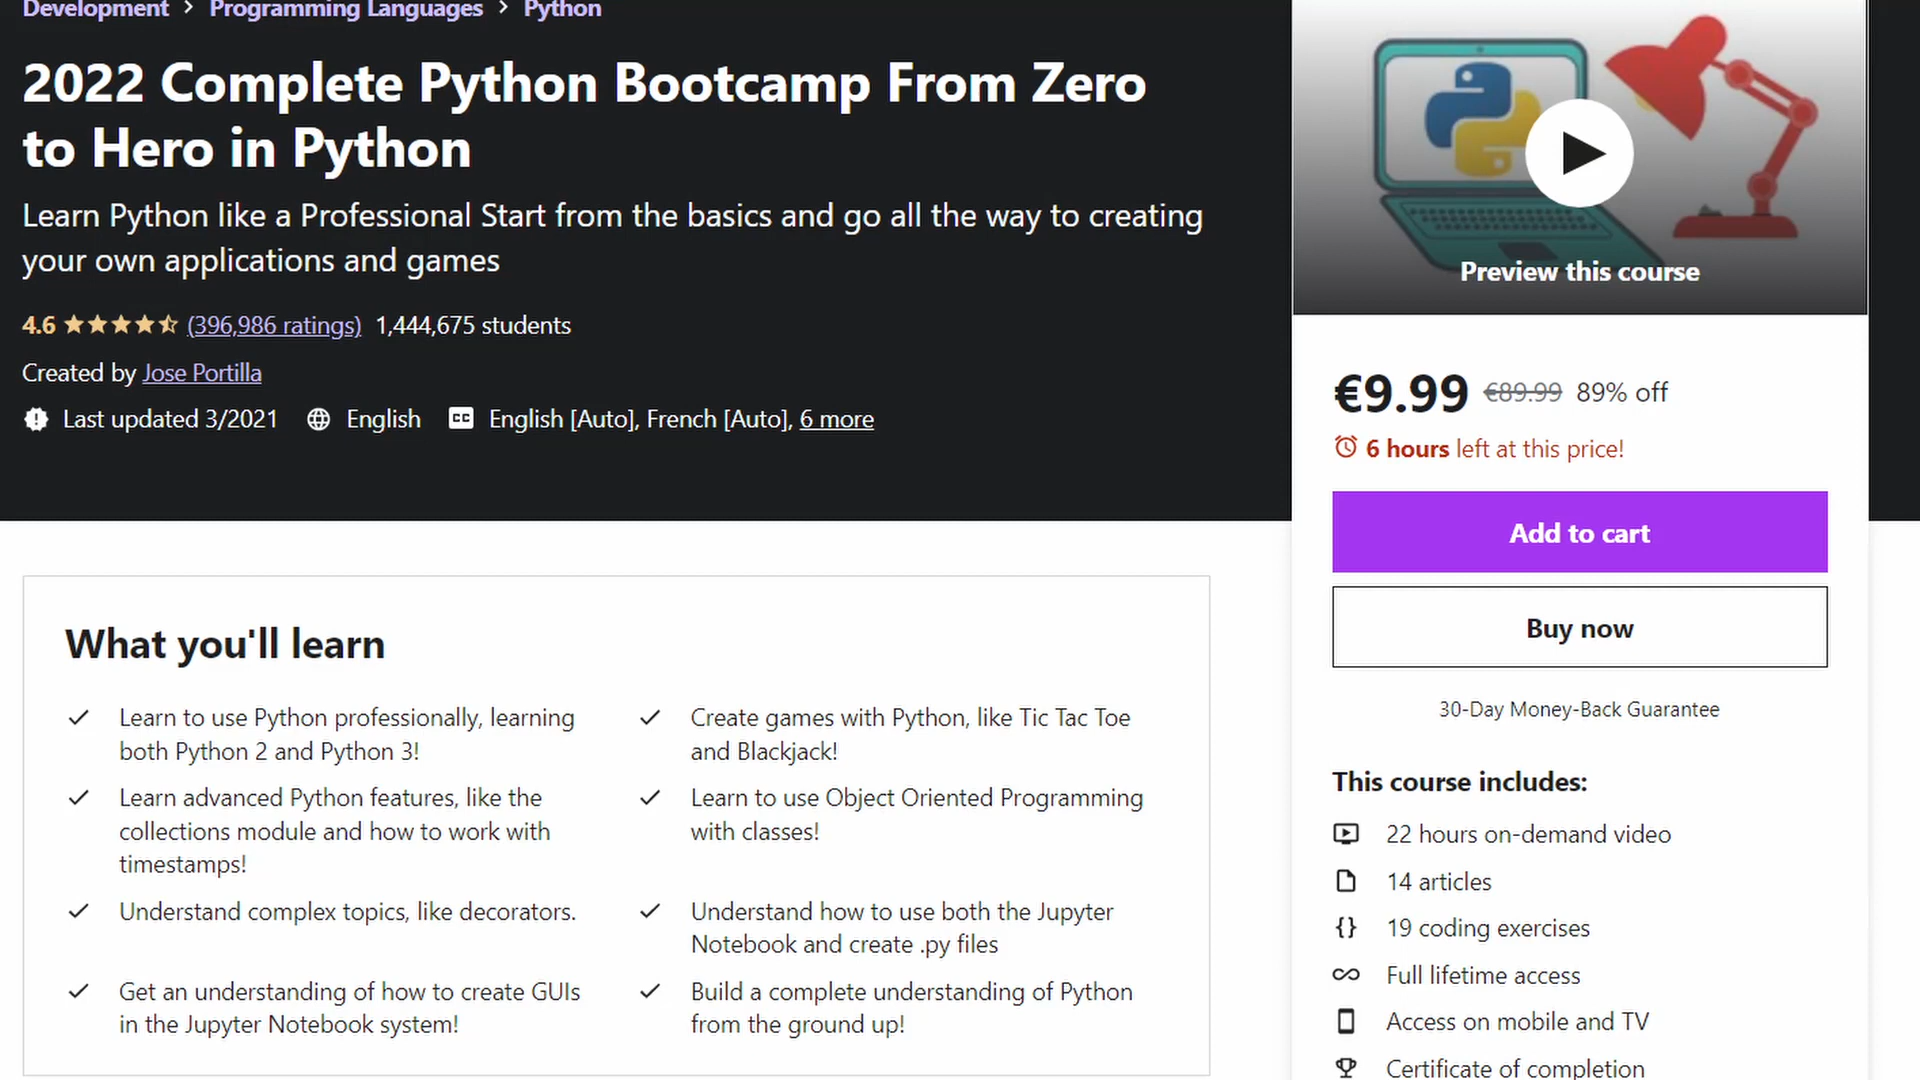 Development > Programming Languages > Python
2022 Complete Python Bootcamp From Zero
to Hero in Python
Learn Python like a Professional Start from the basics and go all the way to creating
your own applications and games
4.6 (396,986 ratings) 1,444,675 students
Created by Jose Portilla
Last updated 3/2021 English English [Auto], French [Auto], 6 more
Preview this course
€9.99 €89.99 89% off
6 hours left at this price!
Add to cart
Buy now
30-Day Money-Back Guarantee
This course includes:
22 hours on-demand video
14 articles
19 coding exercises
Full lifetime access
Access on mobile and TV
Certificate of completion
What you'll learn
Learn to use Python professionally, learning
both Python 2 and Python 3!
Learn advanced Python features, like the
collections module and how to work with
timestamps!
Understand complex topics, like decorators.
Get an understanding of how to create GUIs
in the Jupyter Notebook system!
Create games with Python, like Tic Tac Toe
and Blackjack!
Learn to use Object Oriented Programming
with classes!
Understand how to use both the Jupyter
Notebook and create .py files
Build a complete understanding of Python
from the ground up!